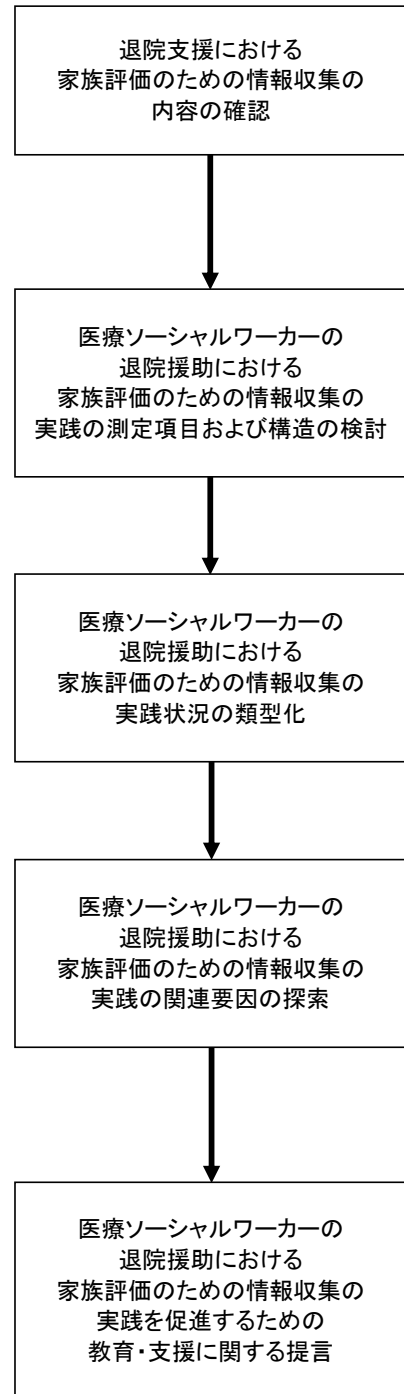 退院支援における
家族評価のための情報収集の
内容の確認
医療ソーシャルワーカーの
退院援助における
家族評価のための情報収集の
実践の測定項目および構造の検討
医療ソーシャルワーカーの
退院援助における
家族評価のための情報収集の
実践状況の類型化
医療ソーシャルワーカーの
退院援助における
家族評価のための情報収集の
実践の関連要因の探索
医療ソーシャルワーカーの
退院援助における
家族評価のための情報収集の
実践を促進するための
教育・支援に関する提言